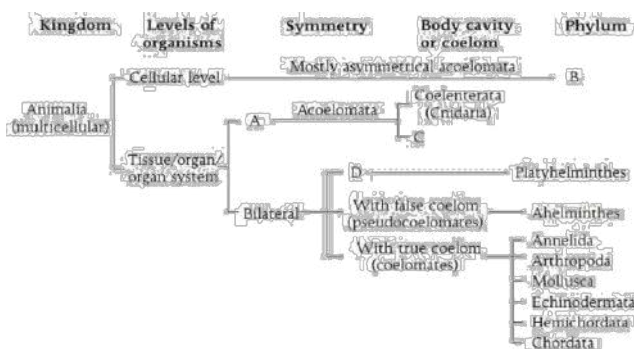 Kingdom Levels of organisms Symmetry Body cavity or coelom Phylum
Mostly asymmetrical acoelomata
Cellular level B
Animalia (multicellular)
Coelenterata (Cnidaria)
A Acoelomata
C
Tissue/organ/ organ system
D Platyhelminthes
Bilateral
With false coelom (pseudocoelomates) Ahelminthes
With true coelom (coelomates)
Annelida
Arthropoda
Mollusca
Echinodermata
Hemichordata
Chordata